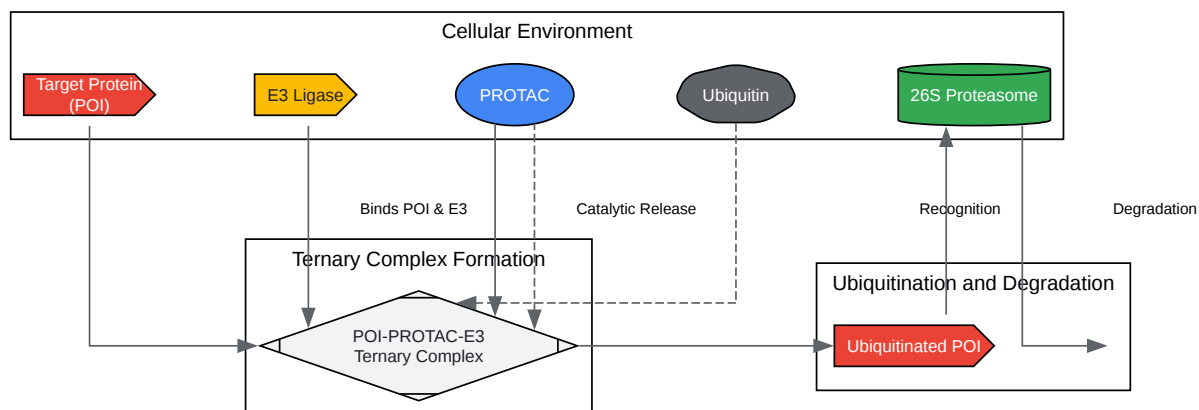 Cellular Environment
Target Protein
(POI)
E3 Ligase
PROTAC
Ubiquitin
26S Proteasome
Binds POI & E3
Catalytic Release
Recognition
Degradation
Ternary Complex Formation
Ubiquitination and Degradation
POI-PROTAC-E3
Ternary Complex
Ubiquitinated POI